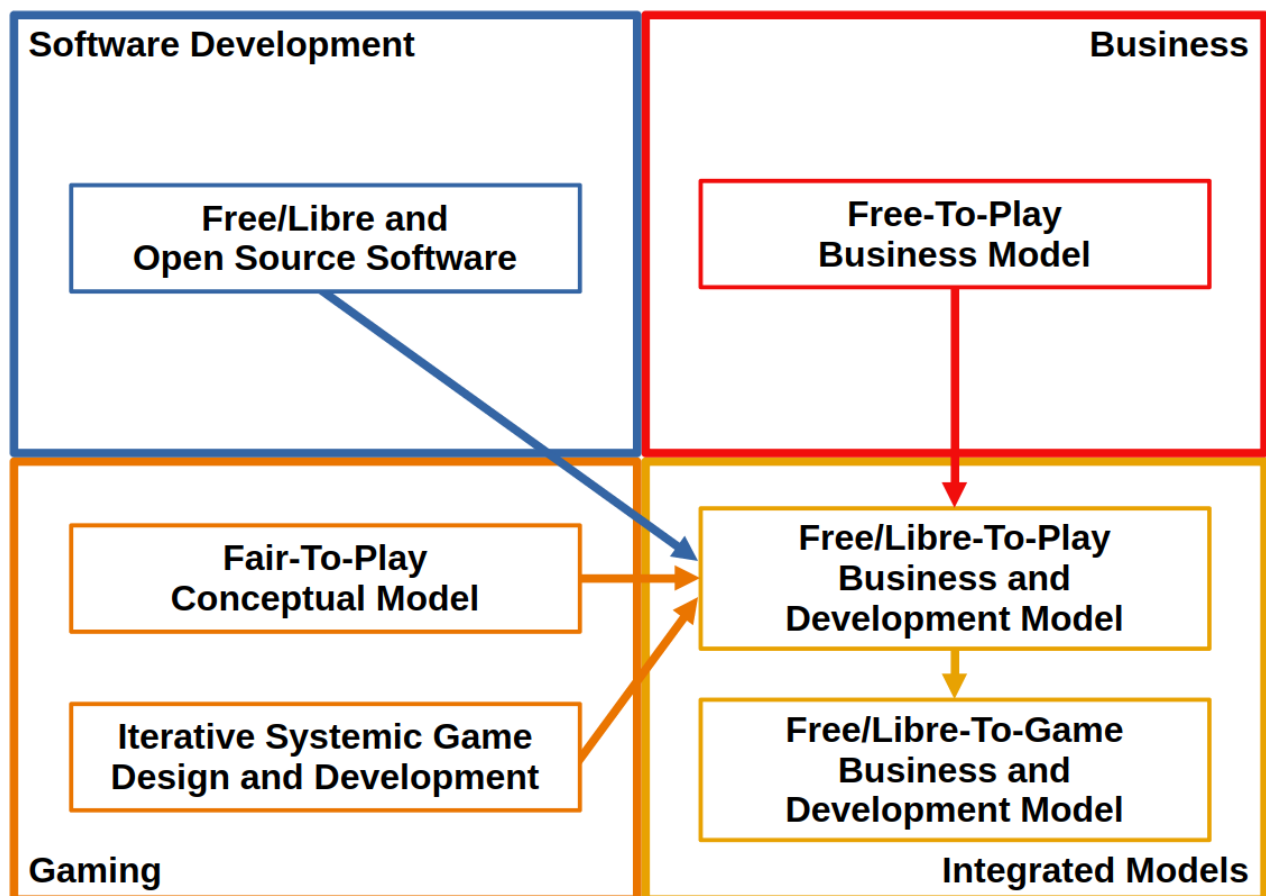 Software Development
Business
Free/Libre and
Open Source Software
Free-To-Play
Business Model
Fair-To-Play
Conceptual Model
Iterative Systemic Game
Design and Development
Gaming
Free/Libre-To-Play
Business and
Development Model
Free/Libre-To-Game
Business and
Development Model
Integrated Models